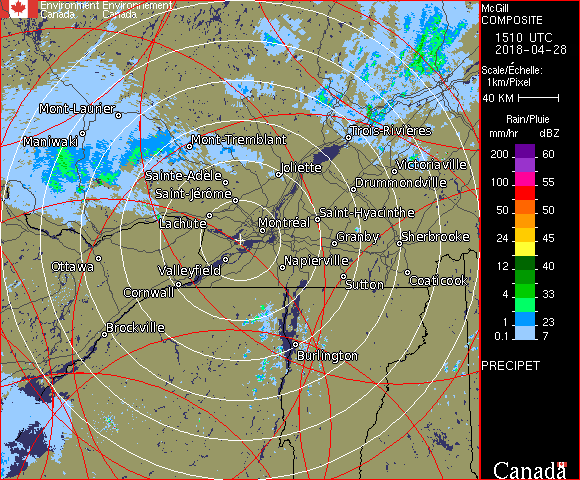 Environment Environnement
Canada Canada
McGill
COMPOSITE
1510 UTC
2018-04-28
Scale/Échelle:
1km/Pixel
40 KM
Rain/Pluie
mm/hr dBZ
200 60
100 55
50 50
24 45
12 40
4 33
1 23
0.1 7
PRECIPET
Canada
Mont-Laurier
Maniwaki
Mont-Tremblant
Trois-Rivières
Joliette
Victoriaville
Sainte-Adèle
Drummondville
Saint-Jérôme
Saint-Hyacinthe
Lachute
Montréal
Granby
Sherbrooke
Ottawa
Valleyfield
Napierville
Coaticook
Sutton
Cornwall
Brockville
Burlington